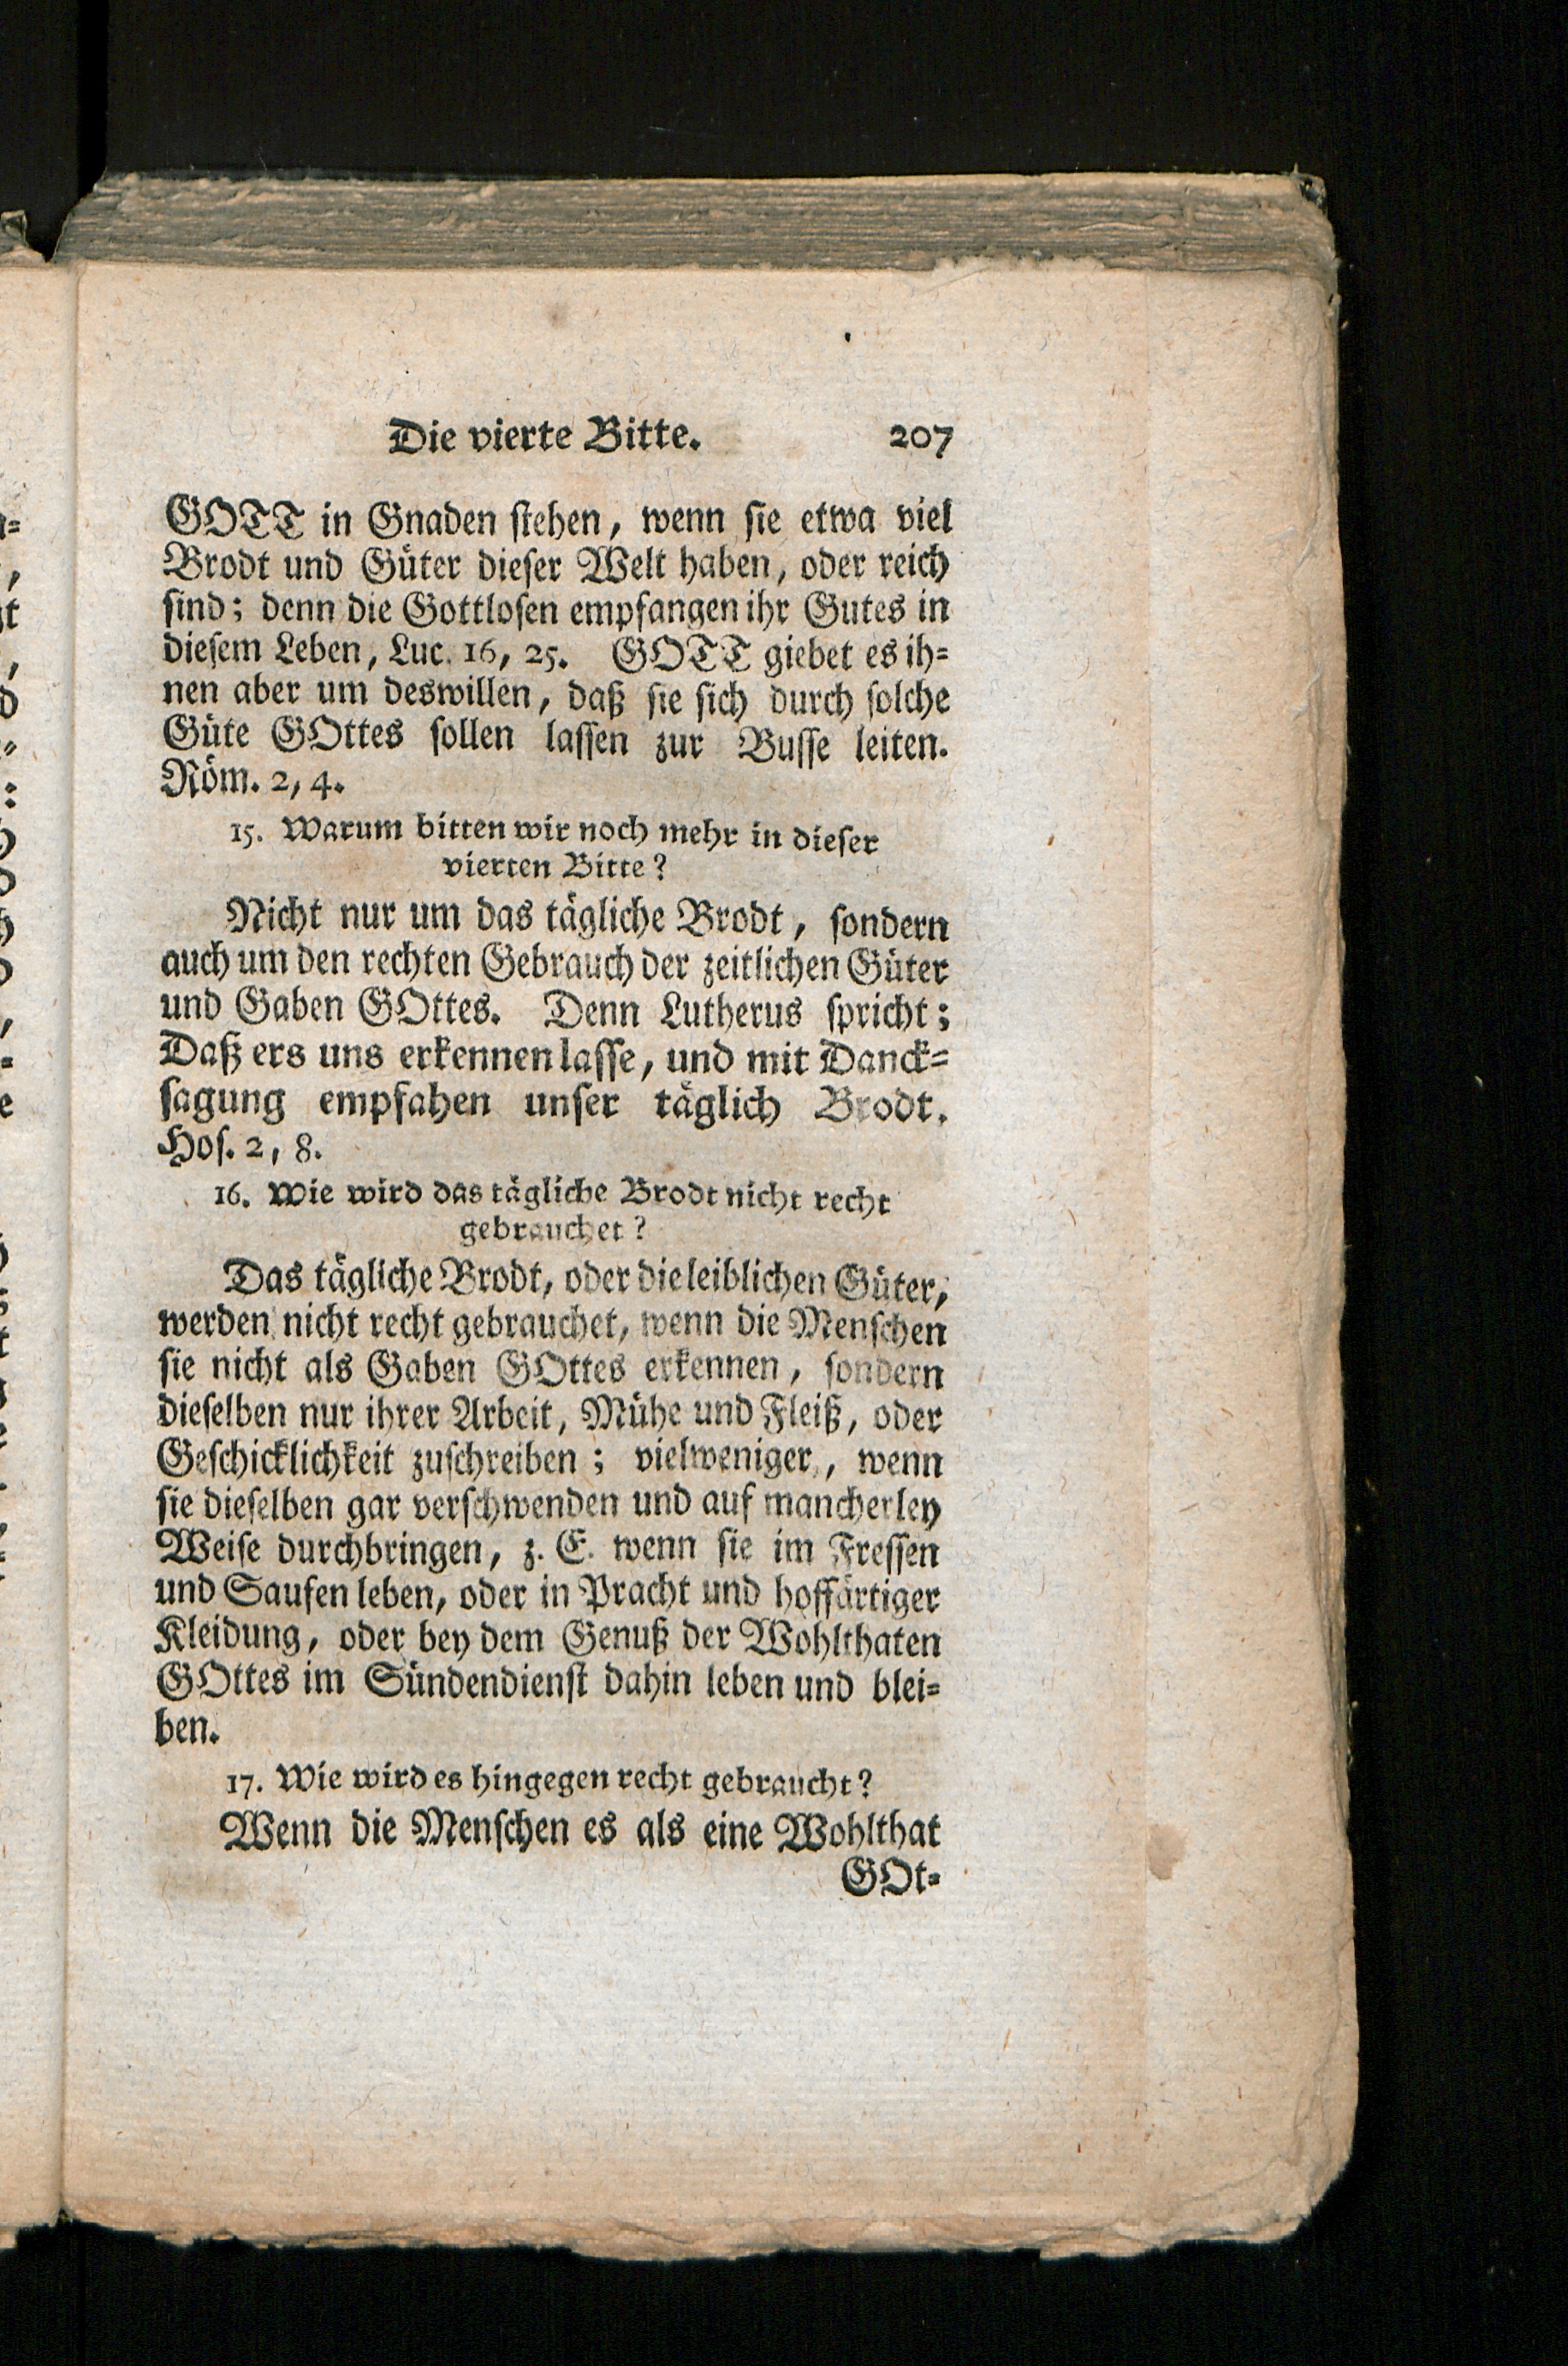 Die vierte Bitte. 207
GOTT in Gnaden stehen, wenn sie etwa viel
Brodt und Güter dieser Welt haben, oder reich
sind; denn die Gottlosen empfangen ihr Gutes in
diesem Leben, Luc. 16, 25. GOTT giebet es ih-
nen aber um deswillen, daß sie sich durch solche
Güte GOttes sollen lassen zur Busse leiten.
Röm. 2, 4.
15. Warum bitten wir noch mehr in dieser
vierten Bitte?
Nicht nur um das tägliche Brodt, sondern
auch um den rechten Gebrauch der zeitlichen Güter
und Gaben GOttes. Denn Lutherus spricht;
Daß ers uns erkennen lasse, und mit Danck-
sagung empfahen unser täglich Brodt.
Hos. 2, 8.
16. Wie wird das tägliche Brodt nicht recht
gebrauchet?
Das tägliche Brodt, oder die leiblichen Güter,
werden nicht recht gebrauchet, wenn die Menschen
sie nicht als Gaben GOttes erkennen, sondern
dieselben nur ihrer Arbeit, Mühe und Fleiß, oder
Geschicklichkeit zuschreiben; vielweniger, wenn
sie dieselben gar verschwenden und auf mancherley
Weise durchbringen, z. E. wenn sie im Fressen
und Saufen leben, oder in Pracht und hoffärtiger
Kleidung, oder bey dem Genuß der Wohlthaten
GOttes im Sündendienst dahin leben und blei-
ben.
17. Wie wird es hingegen recht gebraucht?
Wenn die Menschen es als eine Wohlthat
GOt-